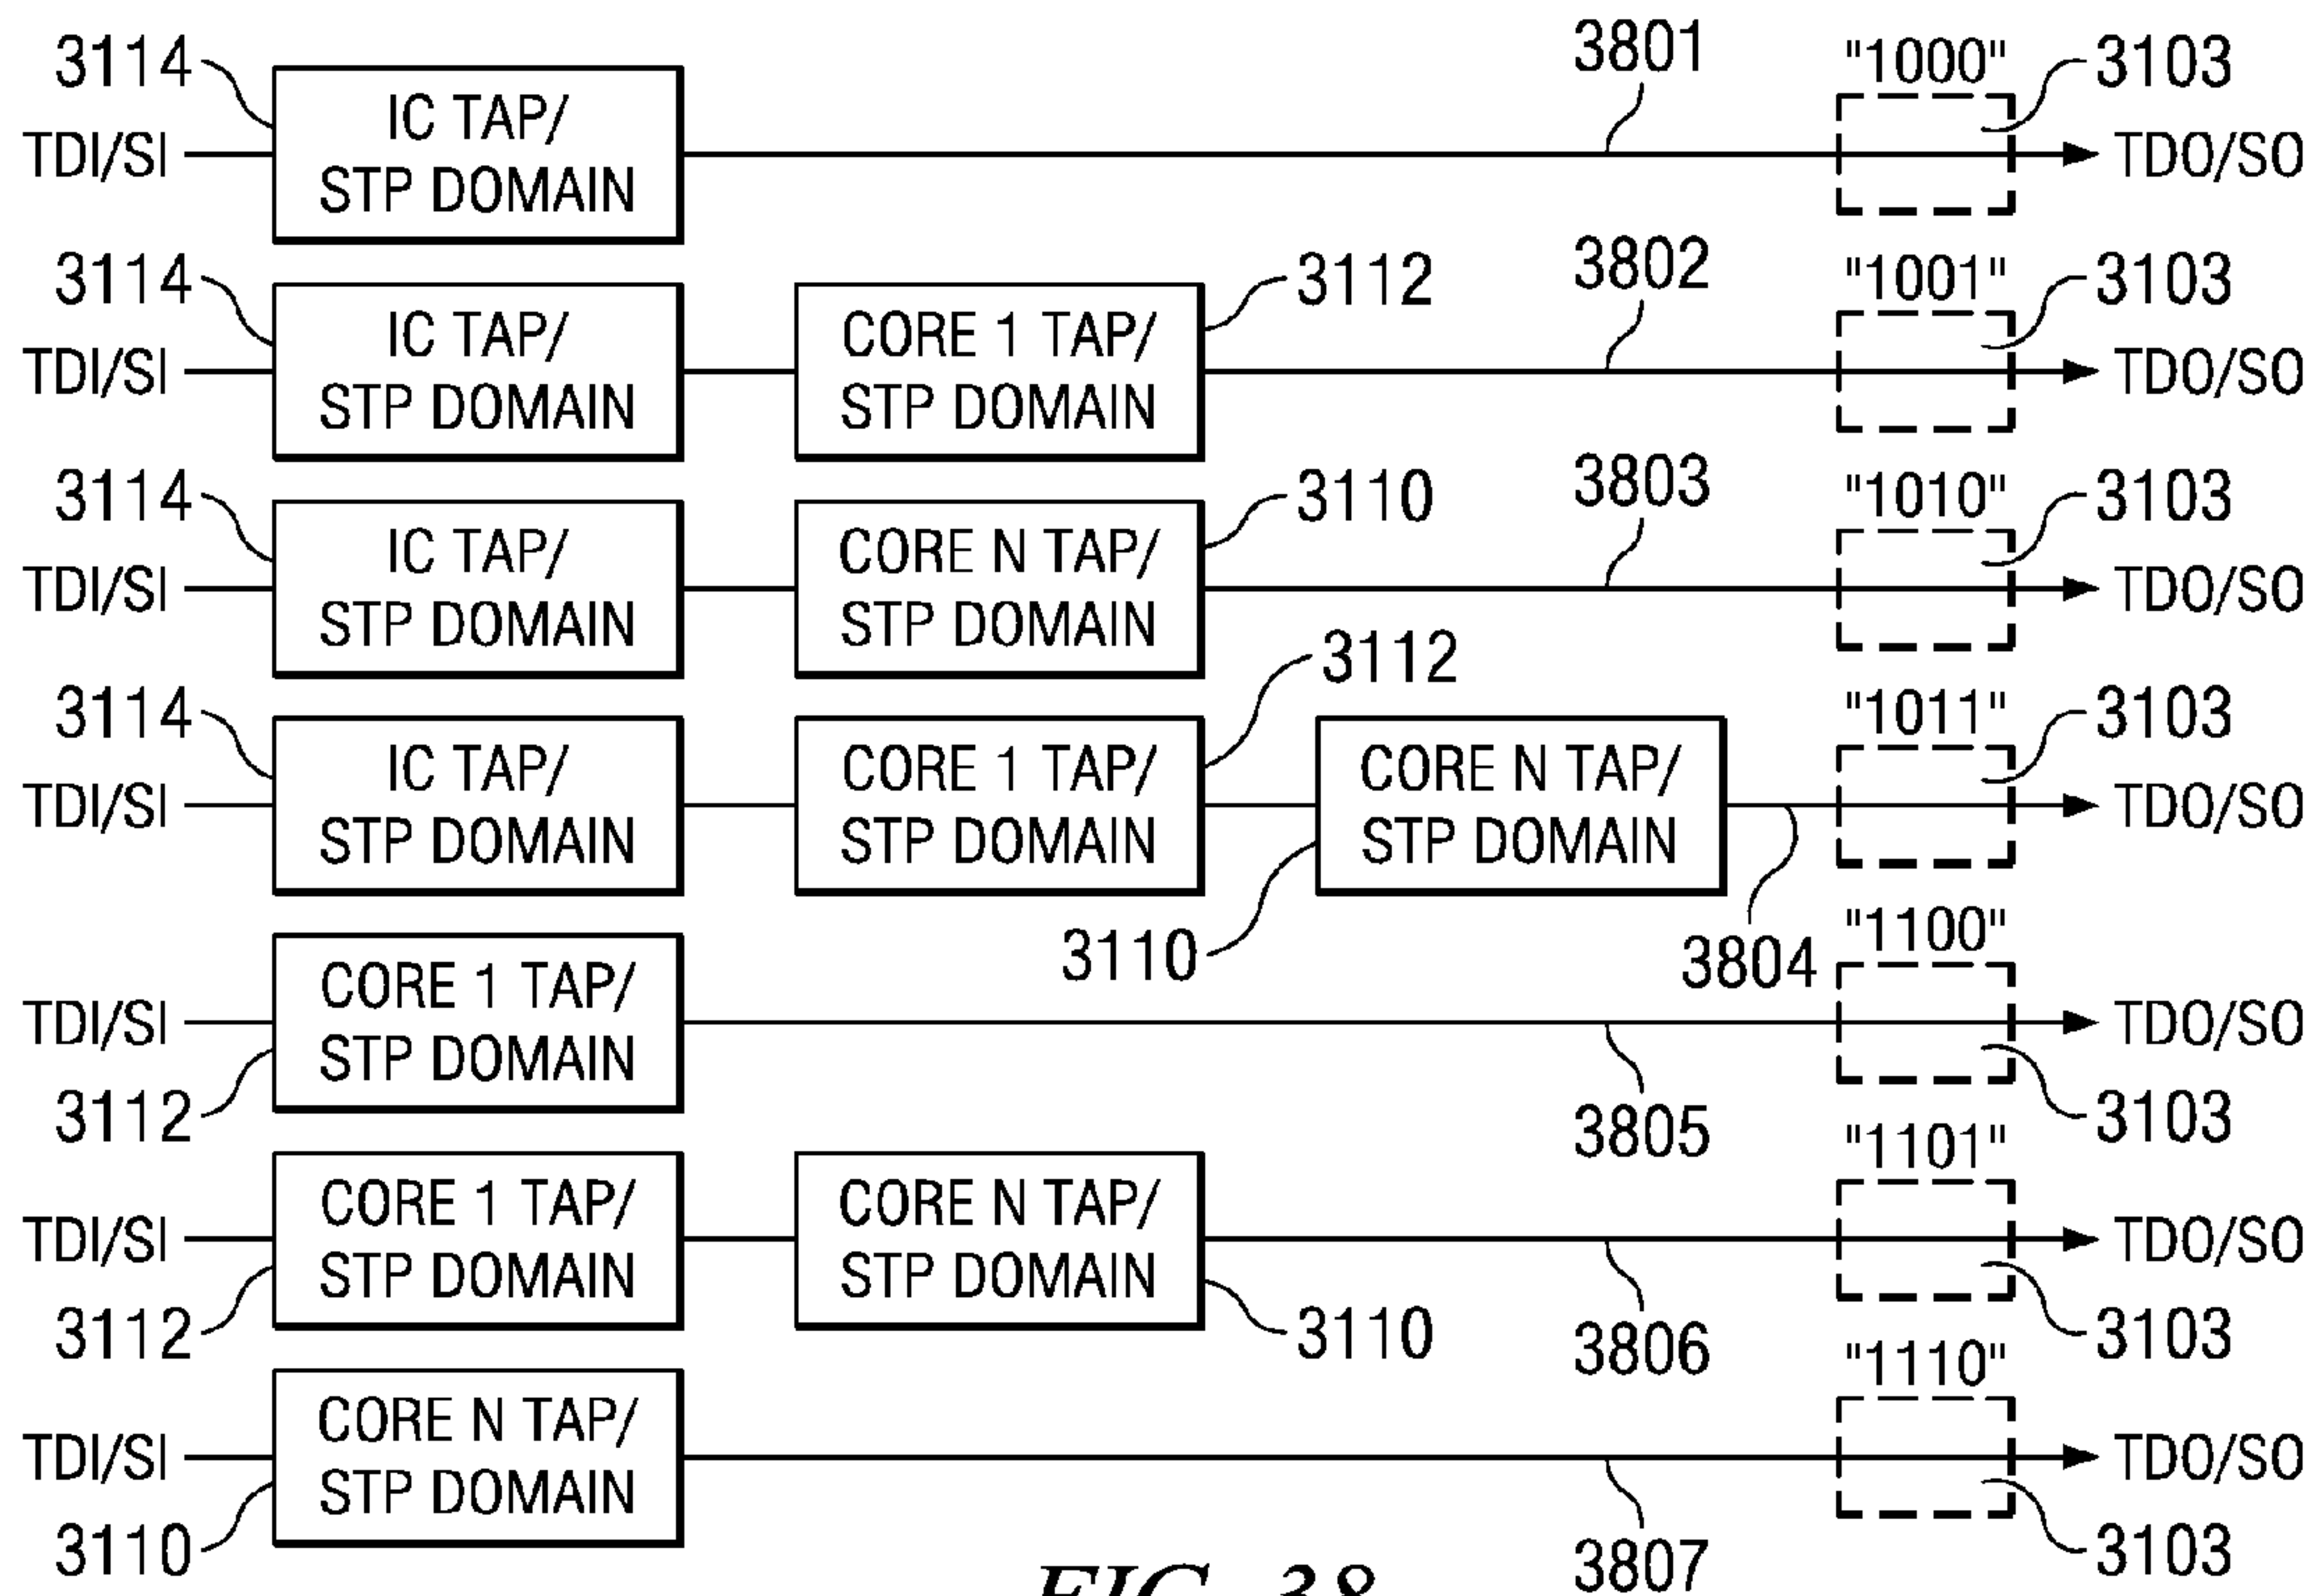 3801
3114
"1000"
3103
IC TAP/
STP DOMAIN
TDI/SI
TDO/SO
3114
3112
3802
"1001"
3103
IC TAP/
STP DOMAIN
CORE 1 TAP/
STP DOMAIN
TDI/SI
TDO/SO
3114
3110
3803
"1010"
3103
IC TAP/
STP DOMAIN
CORE N TAP/
STP DOMAIN
TDI/SI
TDO/SO
3114
3112
"1011"
3103
IC TAP/
STP DOMAIN
CORE 1 TAP/
STP DOMAIN
CORE N TAP/
STP DOMAIN
TDI/SI
TDO/SO
3110
3804
"1100"
CORE 1 TAP/
STP DOMAIN
TDI/SI
TDO/SO
3112
3805
3103
"1101"
CORE 1 TAP/
STP DOMAIN
CORE N TAP/
STP DOMAIN
TDI/SI
TDO/SO
3112
3110
3806
3103
"1110"
CORE N TAP/
STP DOMAIN
TDI/SI
TDO/SO
3110
3807
3103
FIG. 38